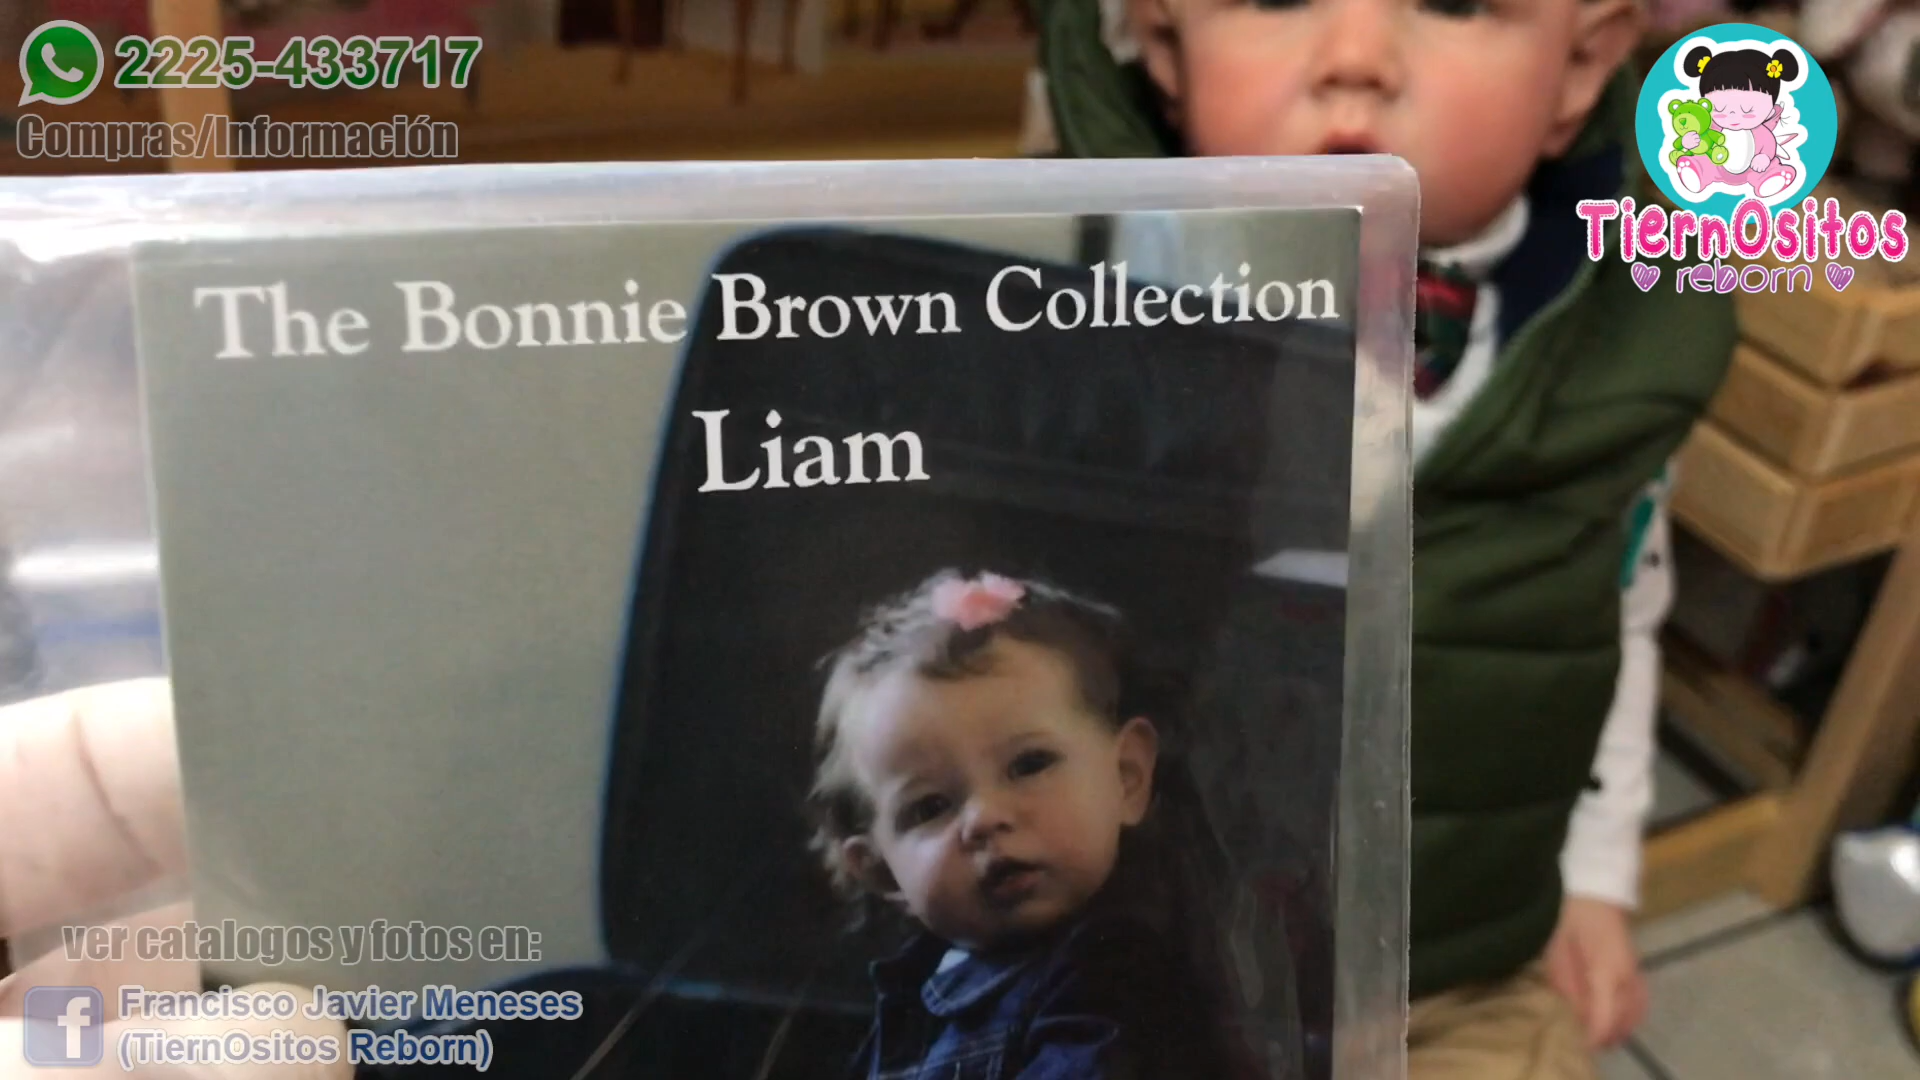 2225-433717
Compras/Información
TiernOsitos
reborn
The Bonnie Brown Collection
Liam
ver catalogos y fotos en:
Francisco Javier Meneses
(TiernOsitos Reborn)